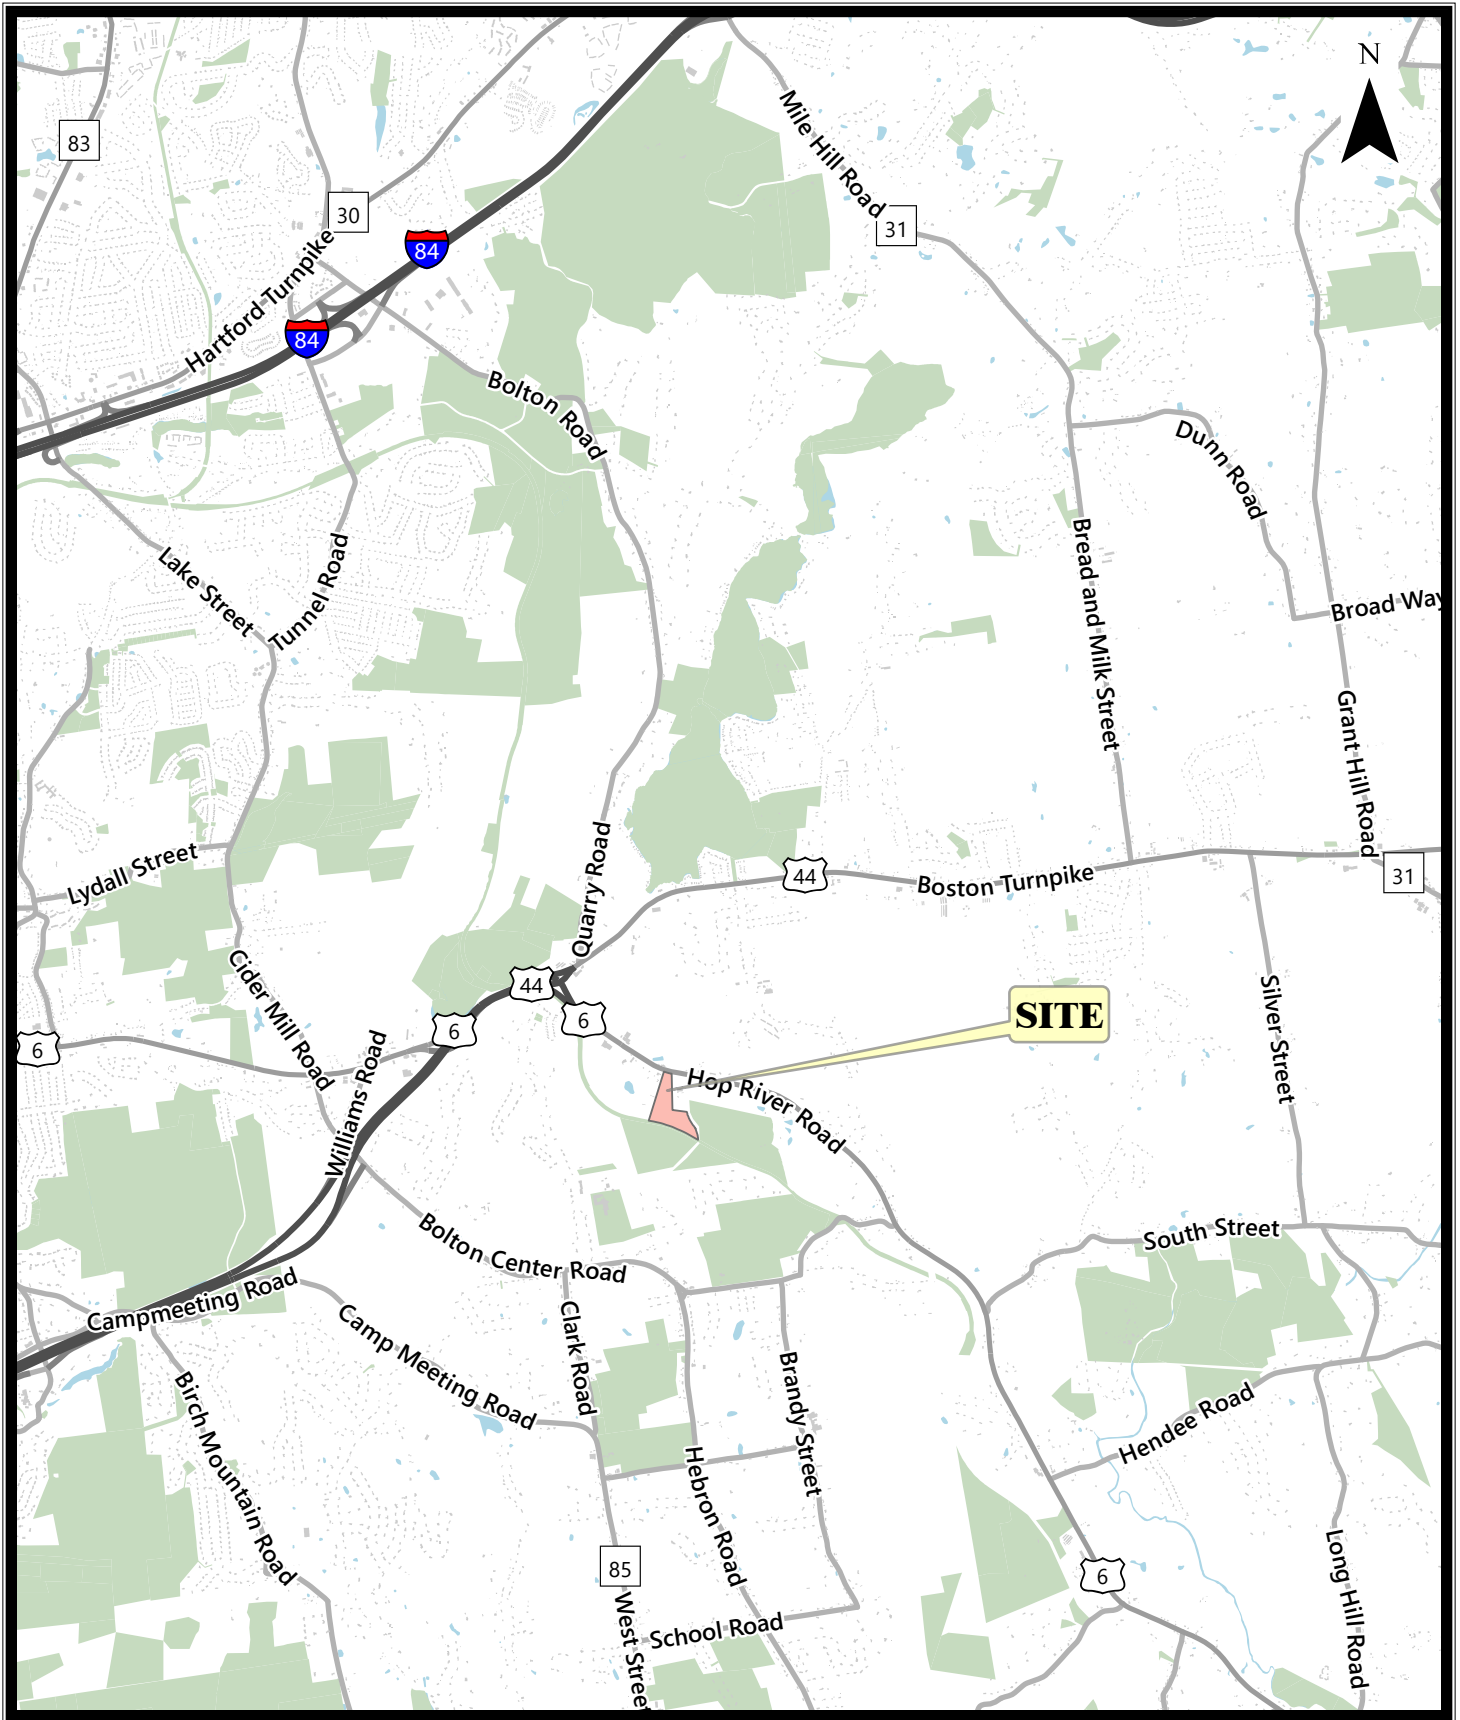 N
83
Mile Hill Road
30
31
84
Hartford Turnpike
84
Bolton Road
Dunn Road
Lake Street
Tunnel Road
Bread and Milk Street
Broad Way
Grant Hill Road
Quarry Road
Lydall Street
44
Boston Turnpike
31
Cider Mill Road
44
6
6
6
SITE
Silver Street
Williams Road
Hop River Road
Bolton Center Road
South Street
Campmeeting Road
Camp Meeting Road
Clark Road
Brandy Street
Birch Mountain Road
Hendee Road
Hebron Road
85
6
Long Hill Road
West Street
School Road